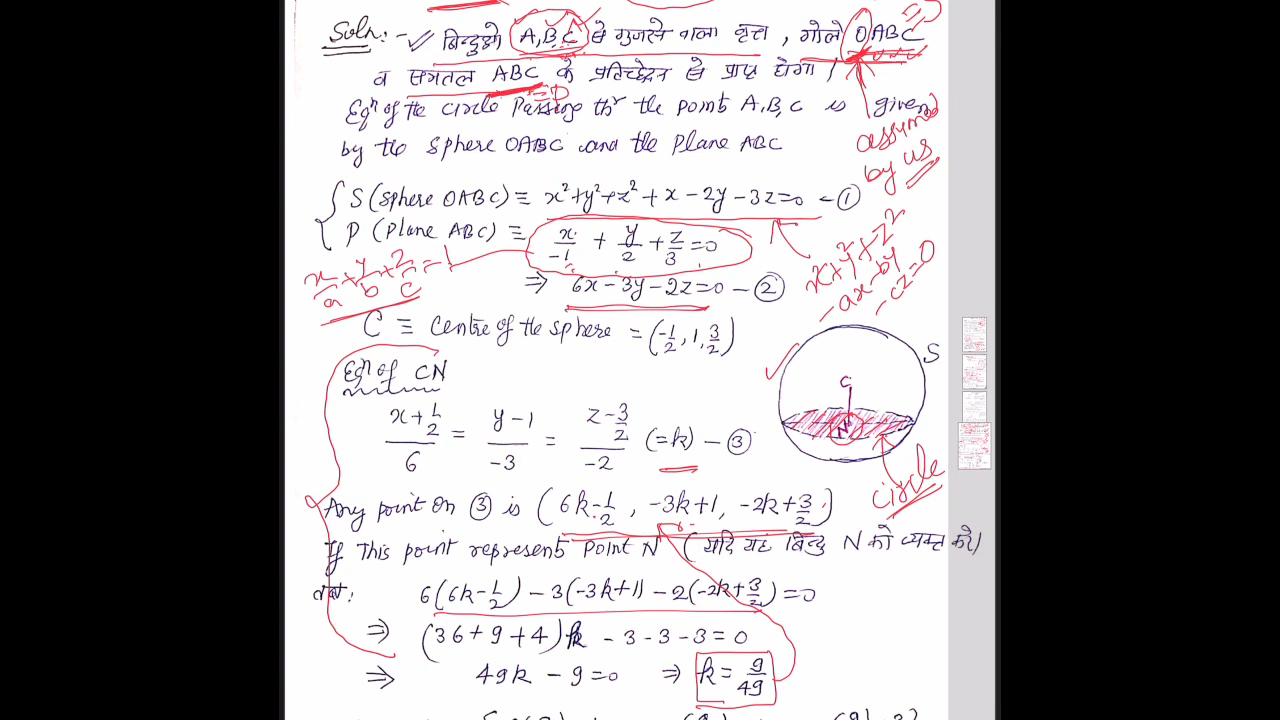 Soln:- ✓ बिन्दुओं A,B,C से गुजरने वाला वृत्त, गोले OABC
व समतल ABC के प्रतिच्छेदन से प्राप्त होगा।
=P
Eqn of the circle Passing thr the point A,B,C is given
by the sphere OABC and the plane ABC
assumed
by us
S (sphere OABC) ≡ x²+y²+z²+x-2y-3z=0 -①
P (Plane ABC) ≡ x/-1 + y/2 + z/3 = 0
x/a + y/b + z/c = 1
x²+y²+z²
-ax-by
-cz=0
⇒ 6x-3y-2z=0 -②
C ≡ Centre of the sphere = (-1/2, 1, 3/2)
S
C
N
circle
Eqn of CN
(x+1/2)/6 = (y-1)/-3 = (z-3/2)/-2 (=k) -③
Any point on ③ is (6k-1/2, -3k+1, -2k+3/2)
If This point represent Point N (यदि यह बिन्दु N को व्यक्त करे)
तब: 6(6k-1/2) - 3(-3k+1) - 2(-2k+3/2) = 0
⇒ (36+9+4)k - 3-3-3=0
⇒ 49k - 9=0 ⇒ k = 9/49